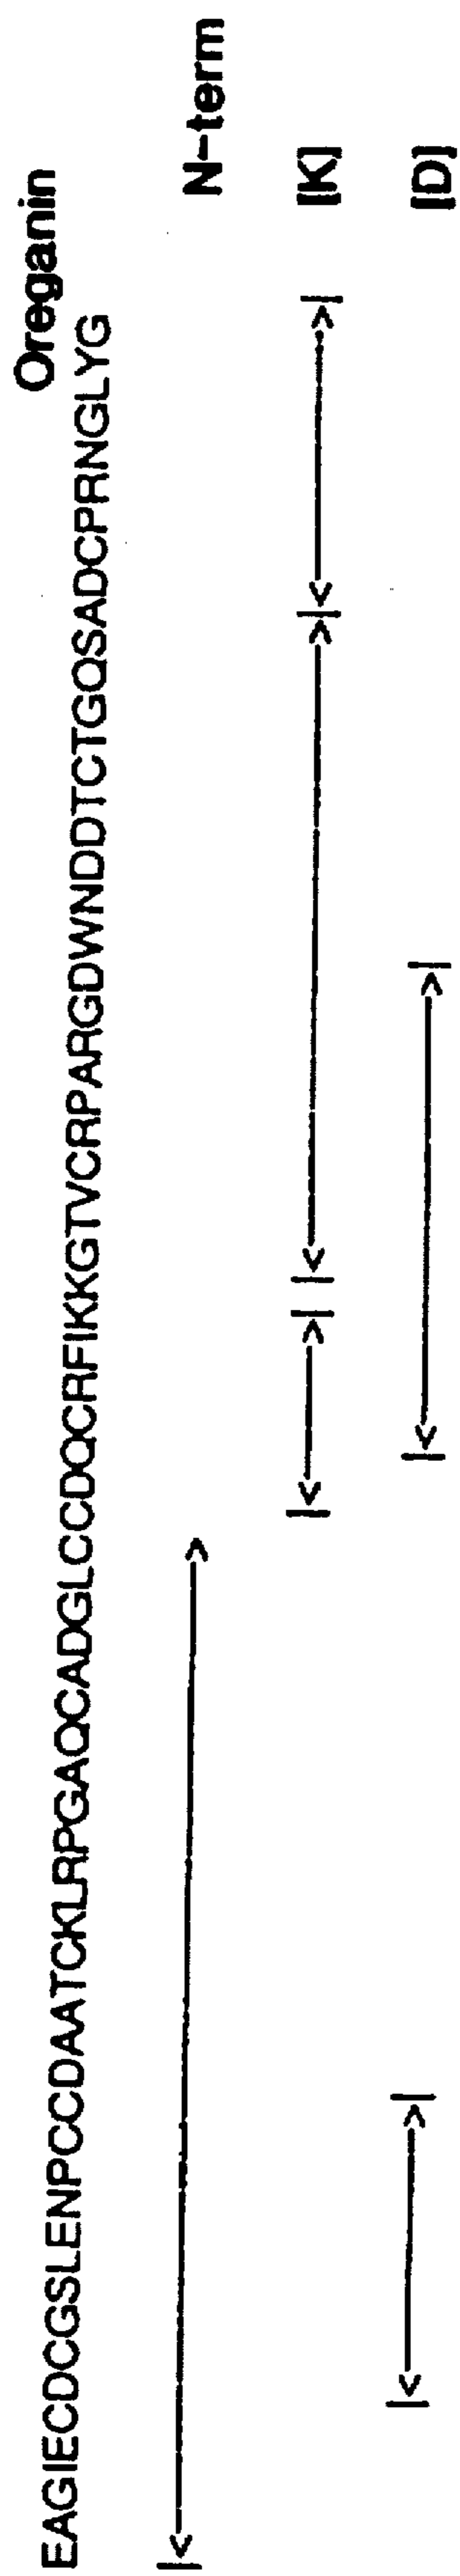 Oreganin
EAGIECDCGSLENPCCDAATCKLRPGAQCADGLCCDQCRFIKKGTVCRPARGDWNDDTCTGQSADCPRNGLYG
N-term
[K]
[D]